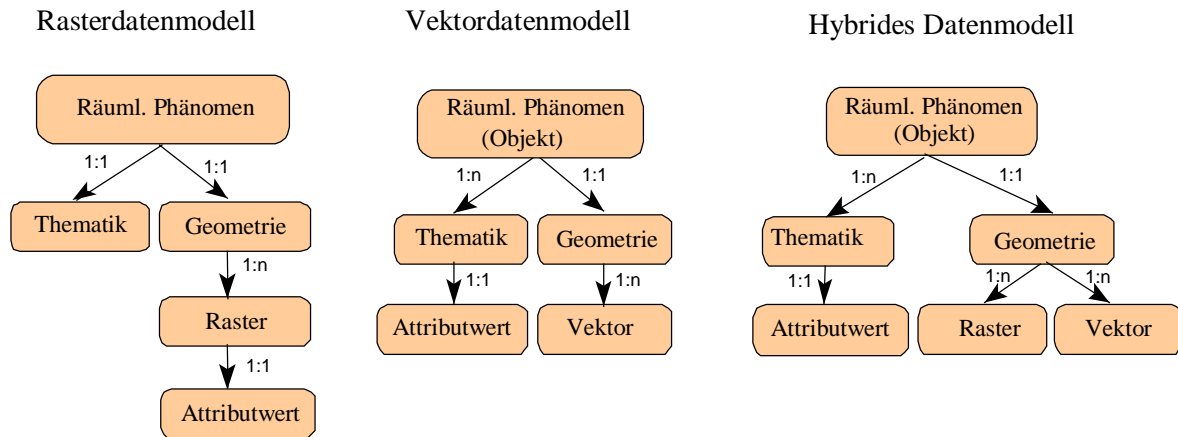 Rasterdatenmodell
Räuml. Phänomen
1:1
1:1
Thematik
Geometrie
1:n
Raster
1:1
Attributwert
Vektordatenmodell
Räuml. Phänomen
(Objekt)
1:n
1:1
Thematik
Geometrie
1:1
1:n
Attributwert
Vektor
Hybrides Datenmodell
Räuml. Phänomen
(Objekt)
1:n
1:1
Thematik
Geometrie
1:1
1:n
1:n
Attributwert
Raster
Vektor